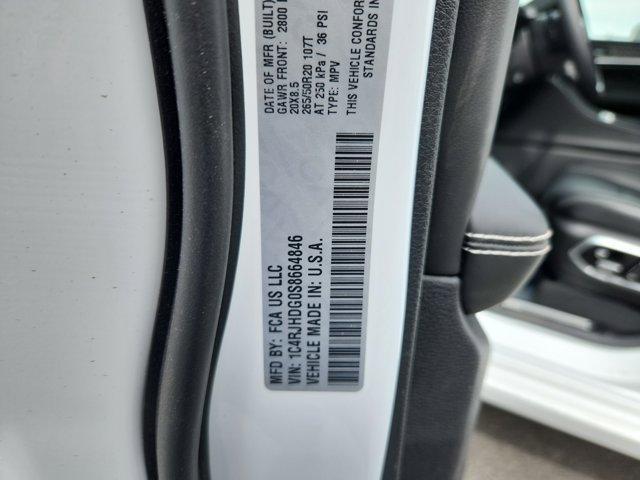 MFD BY: FCA US LLC
DATE OF MFR (BUILT)
GAWR FRONT: 2800
20X8.5
265/50R20 107T
AT 250 kPa / 36 PSI
VIN: 1C4RJHDG0S8664846
TYPE: MPV
VEHICLE MADE IN: U.S.A.
THIS VEHICLE CONFOR
STANDARDS IN